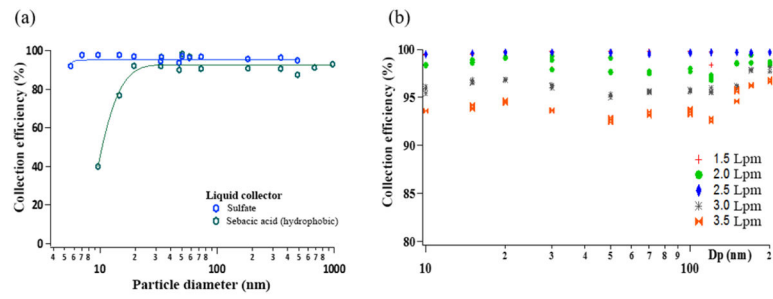 (a)
(b)
Collection efficiency (%)
100
80
60
40
20
0
Liquid collector
Sulfate
Sebacic acid (hydrophobic)
4 5 6 7 8 10 2 3 4 5 6 7 8 100 2 3 4 5 6 7 8 1000
Particle diameter (nm)
Collection efficiency (%)
100
95
90
85
80
1.5 Lpm
2.0 Lpm
2.5 Lpm
3.0 Lpm
3.5 Lpm
10 2 3 4 5 6 7 8 9 100 Dp (nm) 2